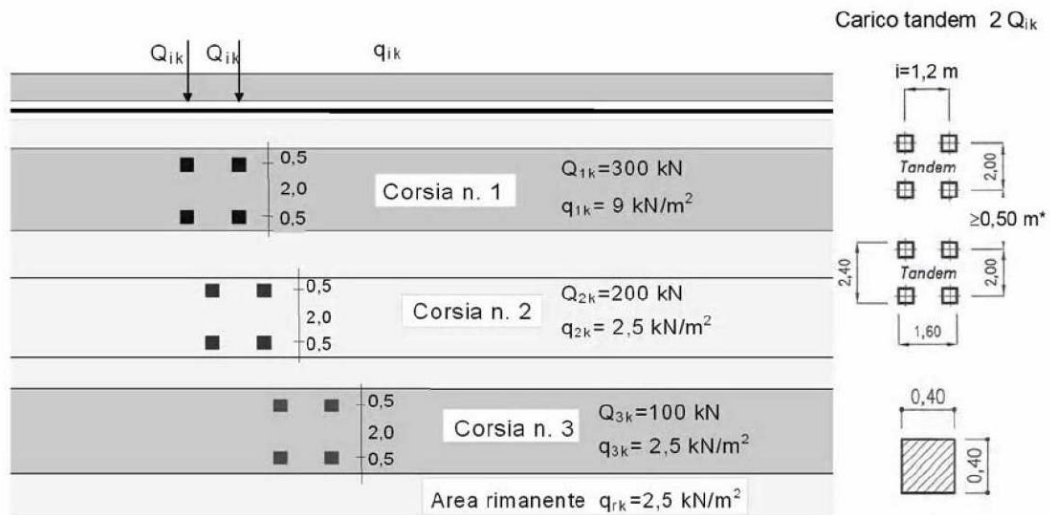 Carico tandem 2 Qik
Qik Qik qik
i=1,2 m
Tandem
2,00
≥0,50 m*
0,5
2,0
0,5
Corsia n. 1
Q1k=300 kN
q1k= 9 kN/m²
2,40
Tandem
2,00
1,60
0,5
2,0
0,5
Corsia n. 2
Q2k=200 kN
q2k= 2,5 kN/m²
0,5
2,0
0,5
Corsia n. 3
Q3k=100 kN
q3k= 2,5 kN/m²
0,40
0,40
Area rimanente qrk=2,5 kN/m²